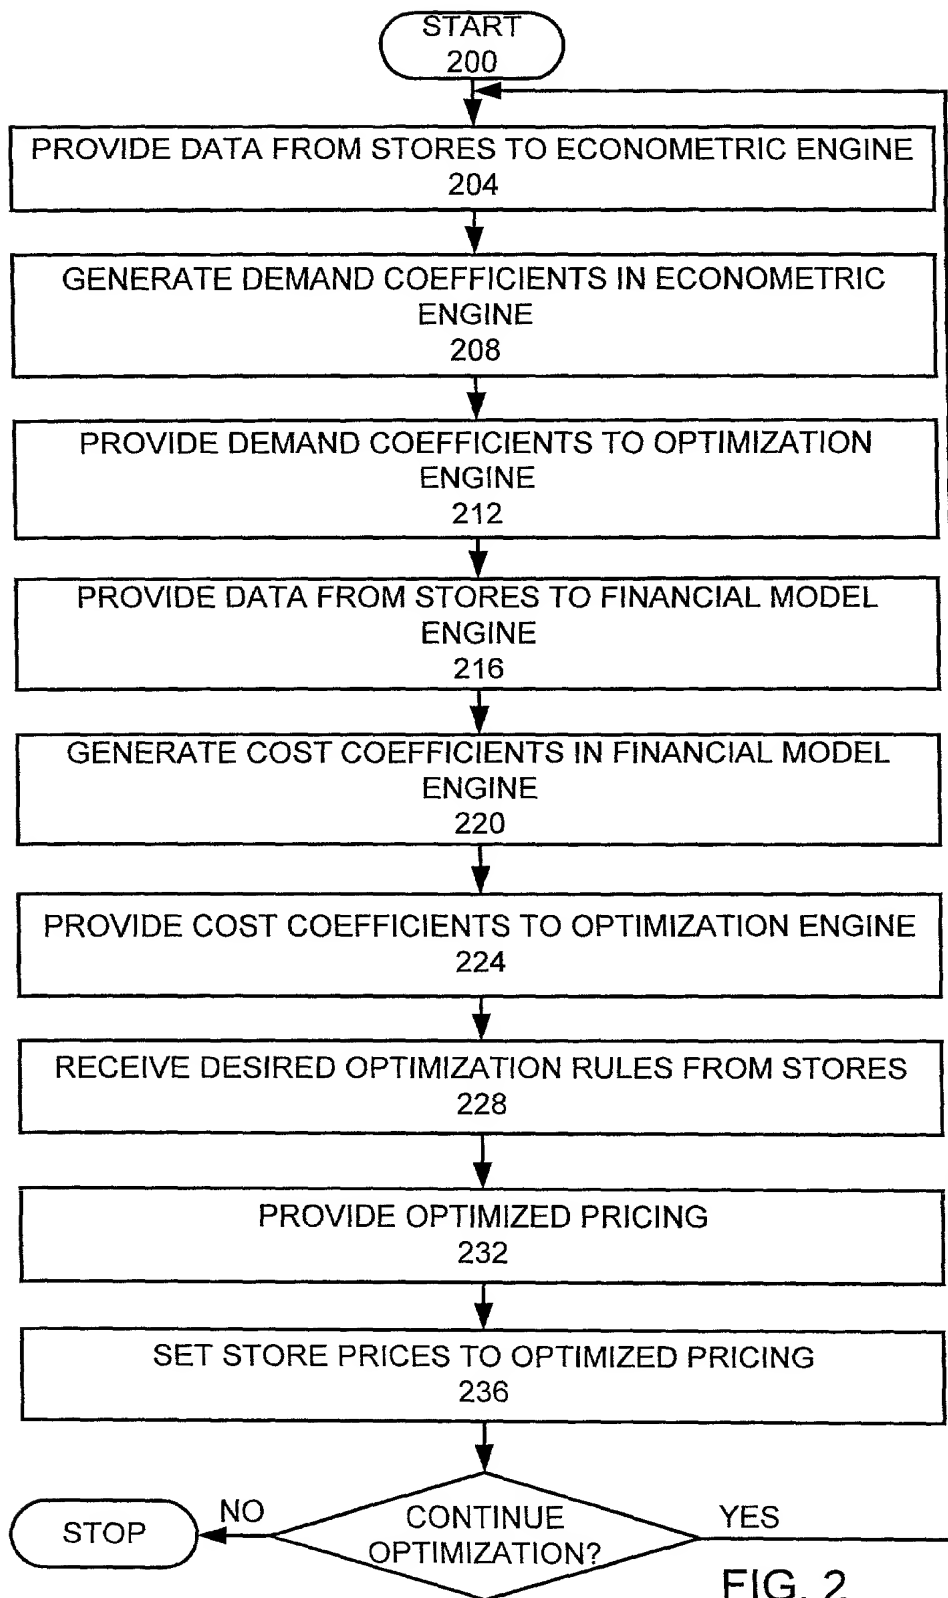 START
200
PROVIDE DATA FROM STORES TO ECONOMETRIC ENGINE
204
GENERATE DEMAND COEFFICIENTS IN ECONOMETRIC
ENGINE
208
PROVIDE DEMAND COEFFICIENTS TO OPTIMIZATION
ENGINE
212
PROVIDE DATA FROM STORES TO FINANCIAL MODEL
ENGINE
216
GENERATE COST COEFFICIENTS IN FINANCIAL MODEL
ENGINE
220
PROVIDE COST COEFFICIENTS TO OPTIMIZATION ENGINE
224
RECEIVE DESIRED OPTIMIZATION RULES FROM STORES
228
PROVIDE OPTIMIZED PRICING
232
SET STORE PRICES TO OPTIMIZED PRICING
236
STOP
NO
CONTINUE
OPTIMIZATION?
YES
FIG. 2